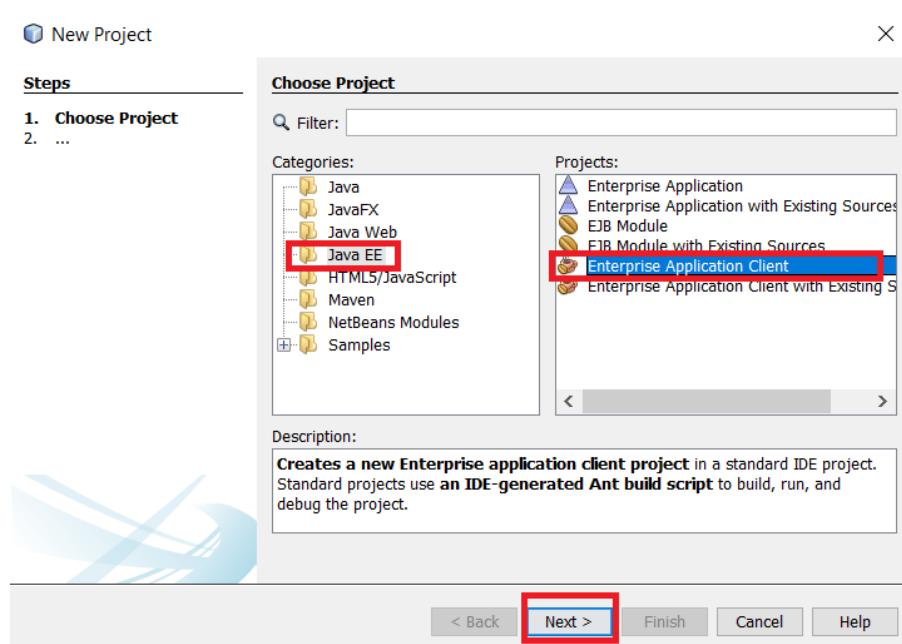 New Project
Steps
1. Choose Project
2. ...
Choose Project
Filter:
Categories:
Java
JavaFX
Java Web
Java EE
HTML5/JavaScript
Maven
NetBeans Modules
Samples
Projects:
Enterprise Application
Enterprise Application with Existing Sources
EJB Module
EJB Module with Existing Sources
Enterprise Application Client
Enterprise Application Client with Existing S
Description:
Creates a new Enterprise application client project in a standard IDE project.
Standard projects use an IDE-generated Ant build script to build, run, and
debug the project.
< Back
Next >
Finish
Cancel
Help